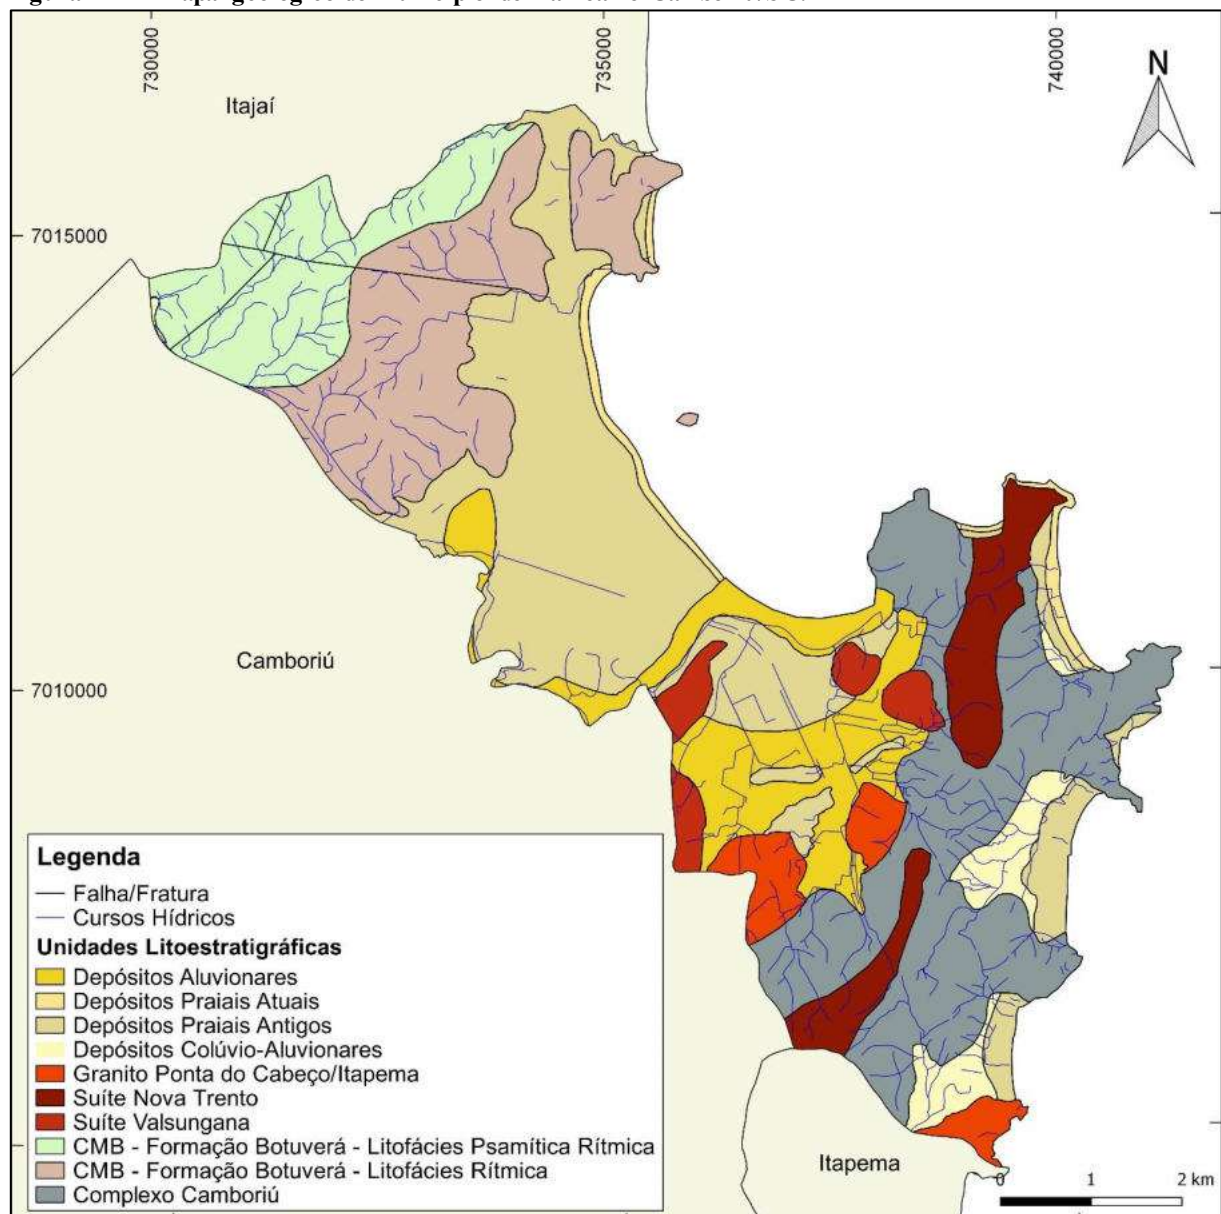 730000
735000
740000
N
Itajaí
7015000
Camboriú
7010000
Legenda
Falha/Fratura
Cursos Hídricos
Unidades Litoestratigráficas
Depósitos Aluvionares
Depósitos Praiais Atuais
Depósitos Praiais Antigos
Depósitos Colúvio-Aluvionares
Granito Ponta do Cabeço/Itapema
Suíte Nova Trento
Suíte Valsungana
CMB - Formação Botuverá - Litofácies Psamítica Rítmica
CMB - Formação Botuverá - Litofácies Rítmica
Complexo Camboriú
Itapema
0 1 2 km